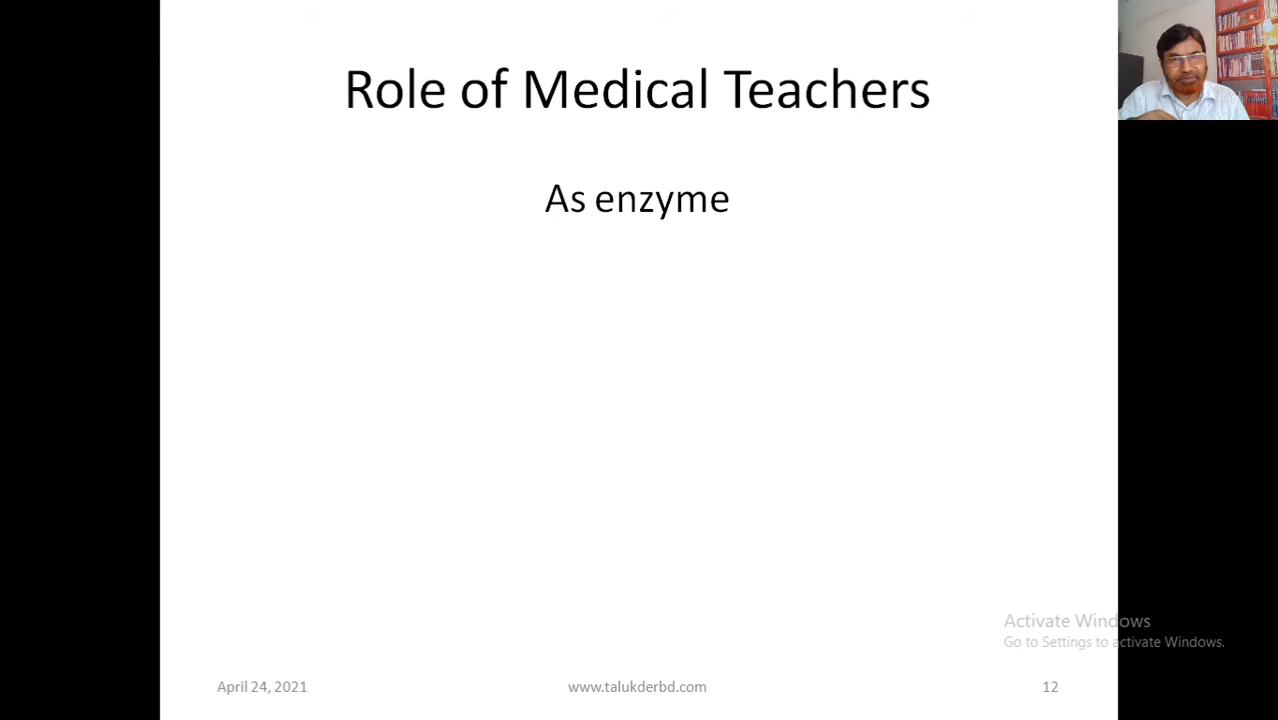 Role of Medical Teachers
As enzyme
Activate Windows
Go to Settings to activate Windows.
April 24, 2021
www.talukderbd.com
12